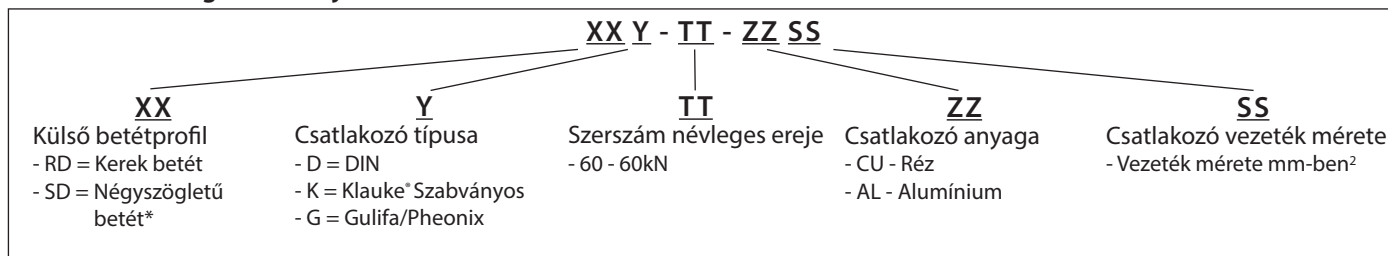 XX Y - TT - ZZ SS
XX
Külső betétprofil
- RD = Kerek betét
- SD = Négyszögletű
betét*
Y
Csatlakozó típusa
- D = DIN
- K = Klauke® Szabványos
- G = Gulifa/Pheonix
TT
Szerszám névleges ereje
- 60 - 60kN
ZZ
Csatlakozó anyaga
- CU - Réz
- AL - Alumínium
SS
Csatlakozó vezeték mérete
- Vezeték mérete mm-ben²